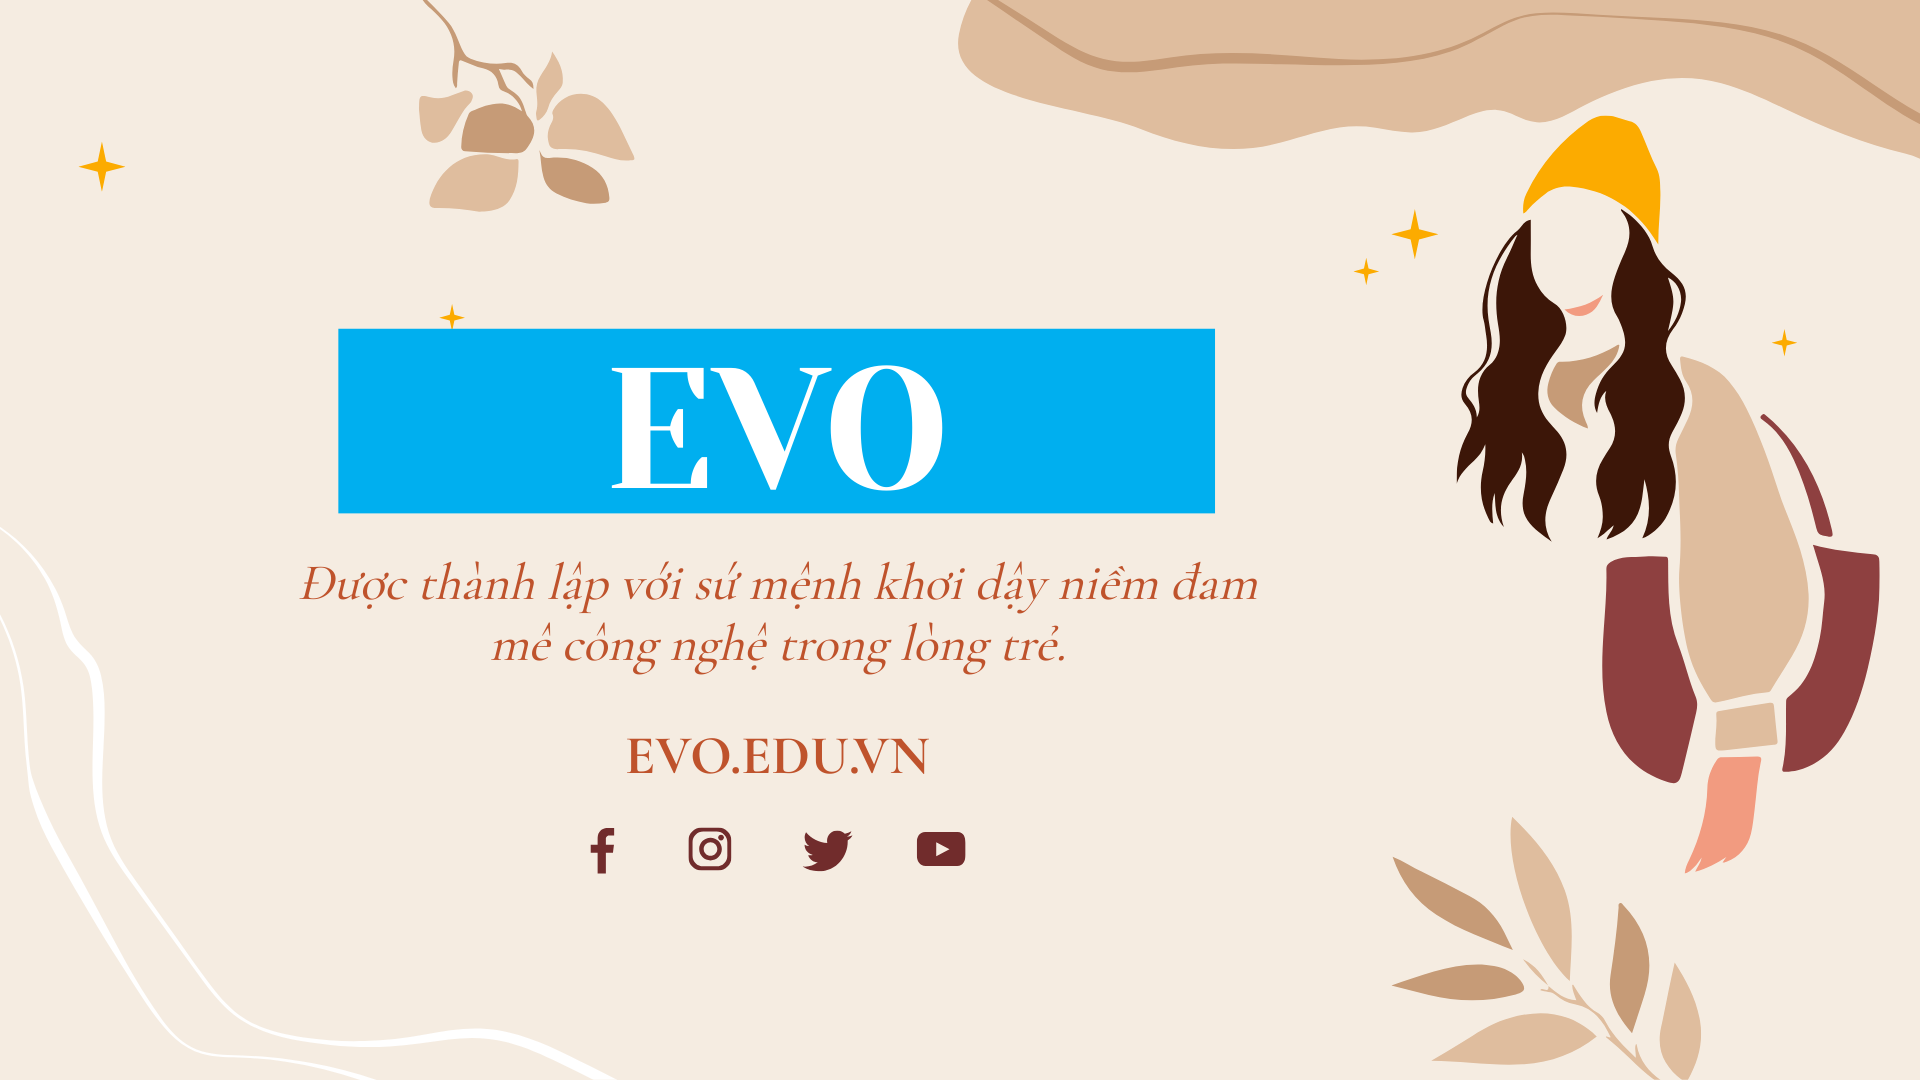 EVO
Được thành lập với sứ mệnh khơi dậy niềm đam
mê công nghệ trong lòng trẻ.
EVO.EDU.VN